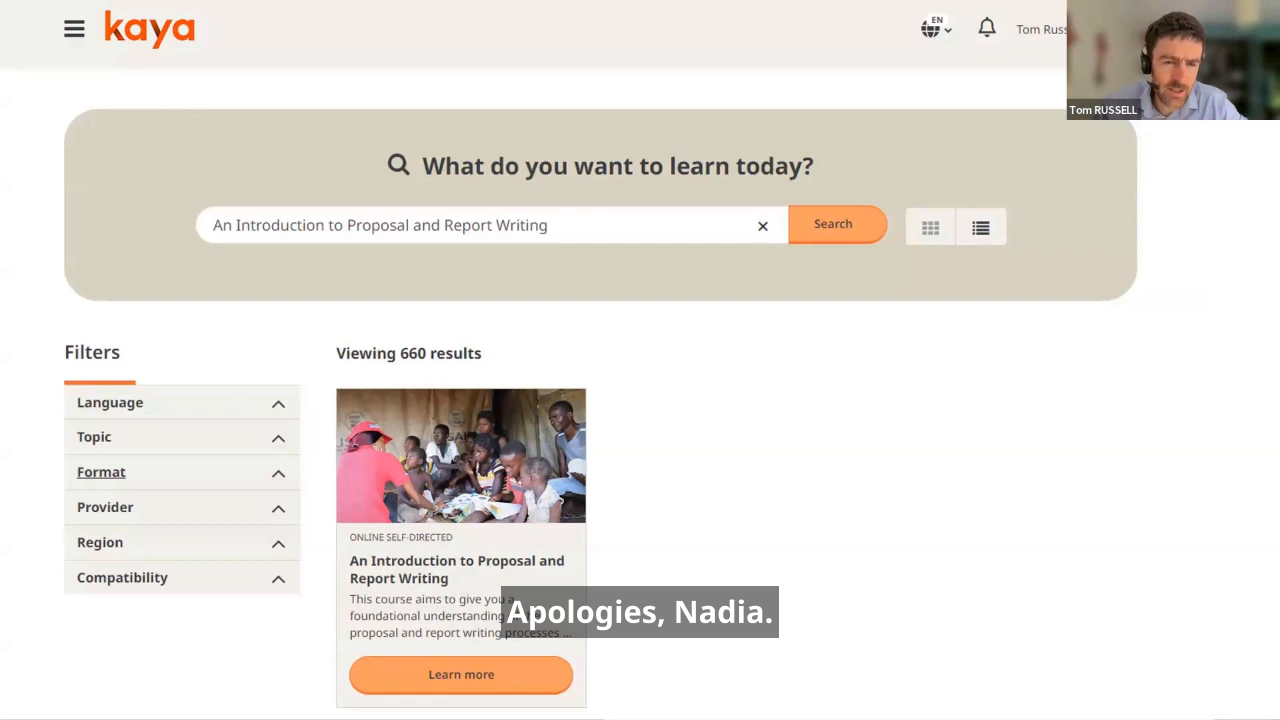 kaya
EN
Tom Russ
Tom RUSSELL
What do you want to learn today?
An Introduction to Proposal and Report Writing
Search
Filters
Language
Topic
Format
Provider
Region
Compatibility
Viewing 660 results
ONLINE SELF-DIRECTED
An Introduction to Proposal and
Report Writing
This course aims to give you a
foundational understanding
proposal and report writing processes ...
Apologies, Nadia.
Learn more